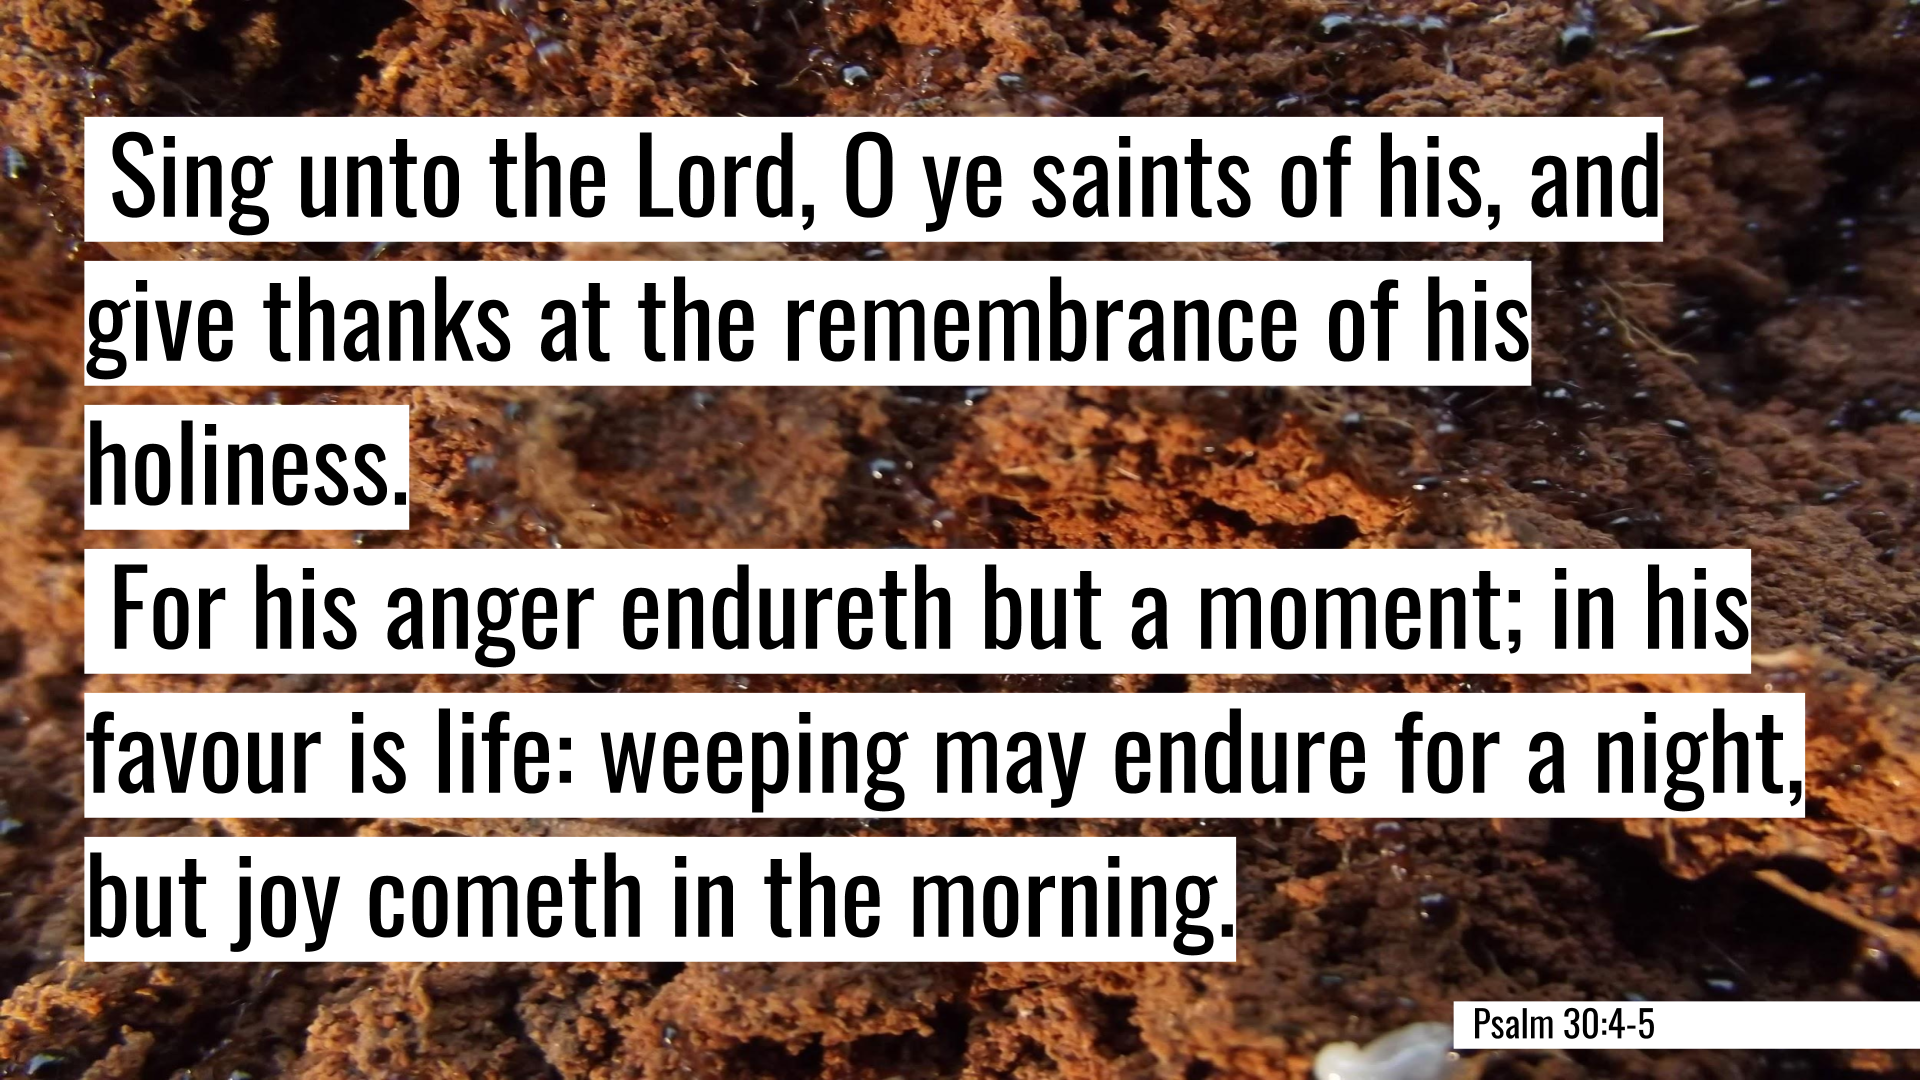 Sing unto the Lord, O ye saints of his, and
give thanks at the remembrance of his
holiness.
For his anger endureth but a moment; in his
favour is life: weeping may endure for a night,
but joy cometh in the morning.
Psalm 30:4-5